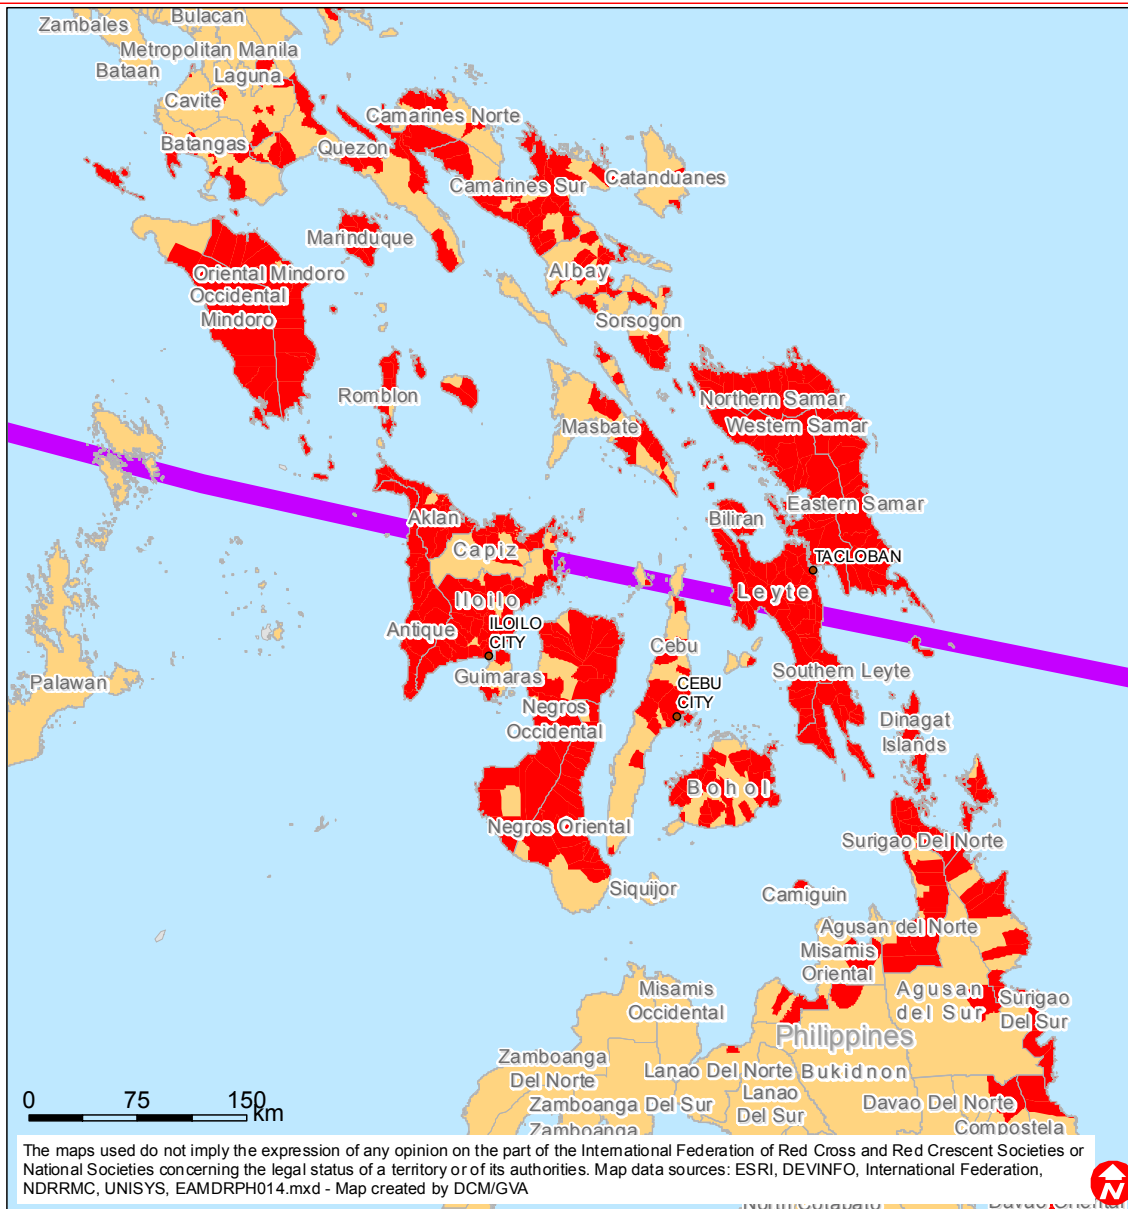 Bulacan
Zambales
Metropolitan Manila
Bataan
Laguna
Cavite
Camarines Norte
Batangas
Quezon
Catanduanes
Camarines Sur
Marinduque
Albay
Oriental Mindoro
Occidental
Mindoro
Sorsogon
Romblon
Northern Samar
Masbate
Western Samar
Eastern Samar
Aklan
Biliran
Capiz
TACLOBAN
Leyte
Iloilo
ILOILO
CITY
Antique
Cebu
Guimaras
Southern Leyte
Palawan
CEBU
CITY
Negros
Occidental
Dinagat
Islands
Bohol
Negros Oriental
Surigao Del Norte
Siquijor
Camiguin
Agusan del Norte
Misamis
Oriental
Misamis
Occidental
Agusan
del Sur
Surigao
Del Sur
Philippines
Zamboanga
Del Norte
Lanao Del Norte
Bukidnon
Lanao
Del Sur
Zamboanga Del Sur
Davao Del Norte
Zamboanga
Compostela
0 75 150
km
The maps used do not imply the expression of any opinion on the part of the International Federation of Red Cross and Red Crescent Societies or
National Societies concerning the legal status of a territory or of its authorities. Map data sources: ESRI, DEVINFO, International Federation,
NDRRMC, UNISYS, EAMDRPH014.mxd - Map created by DCM/GVA
N
North Cotabato
Davao Oriental